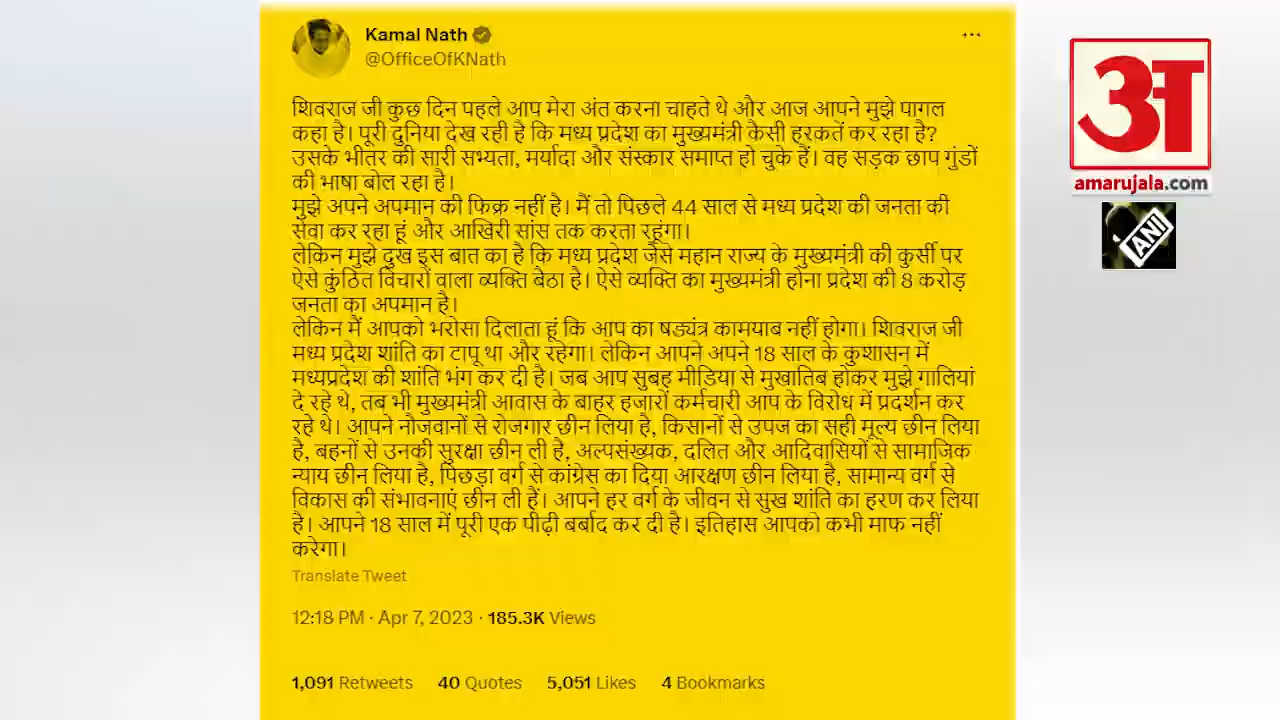 Kamal Nath
@OfficeOfKNath
शिवराज जी कुछ दिन पहले आप मेरा अंत करना चाहते थे और आज आपने मुझे पागल
कहा है। पूरी दुनिया देख रही है कि मध्य प्रदेश का मुख्यमंत्री कैसी हरकतें कर रहा है?
उसके भीतर की सारी सभ्यता, मर्यादा और संस्कार समाप्त हो चुके हैं। वह सड़क छाप गुंडों
की भाषा बोल रहा है।
मुझे अपने अपमान की फिक्र नहीं है। मैं तो पिछले 44 साल से मध्य प्रदेश की जनता की
सेवा कर रहा हूं और आखिरी सांस तक करता रहूंगा।
लेकिन मुझे दुख इस बात का है कि मध्य प्रदेश जैसे महान राज्य के मुख्यमंत्री की कुर्सी पर
ऐसे कुंठित विचारों वाला व्यक्ति बैठा है। ऐसे व्यक्ति का मुख्यमंत्री होना प्रदेश की 8 करोड़
जनता का अपमान है।
लेकिन मैं आपको भरोसा दिलाता हूं कि आप का षड्यंत्र कामयाब नहीं होगा। शिवराज जी
मध्य प्रदेश शांति का टापू था और रहेगा। लेकिन आपने अपने 18 साल के कुशासन में
मध्यप्रदेश की शांति भंग कर दी है। जब आप सुबह मीडिया से मुखातिब होकर मुझे गालियां
दे रहे थे, तब भी मुख्यमंत्री आवास के बाहर हजारों कर्मचारी आप के विरोध में प्रदर्शन कर
रहे थे। आपने नौजवानों से रोजगार छीन लिया है, किसानों से उपज का सही मूल्य छीन लिया
है, बहनों से उनकी सुरक्षा छीन ली है, अल्पसंख्यक, दलित और आदिवासियों से सामाजिक
न्याय छीन लिया है, पिछड़ा वर्ग से कांग्रेस का दिया आरक्षण छीन लिया है, सामान्य वर्ग से
विकास की संभावनाएं छीन ली हैं। आपने हर वर्ग के जीवन से सुख शांति का हरण कर लिया
है। आपने 18 साल में पूरी एक पीढ़ी बर्बाद कर दी है। इतिहास आपको कभी माफ नहीं
करेगा।
Translate Tweet
12:18 PM · Apr 7, 2023 · 185.3K Views
1,091 Retweets 40 Quotes 5,051 Likes 4 Bookmarks
अ
amarujala.com
ANI